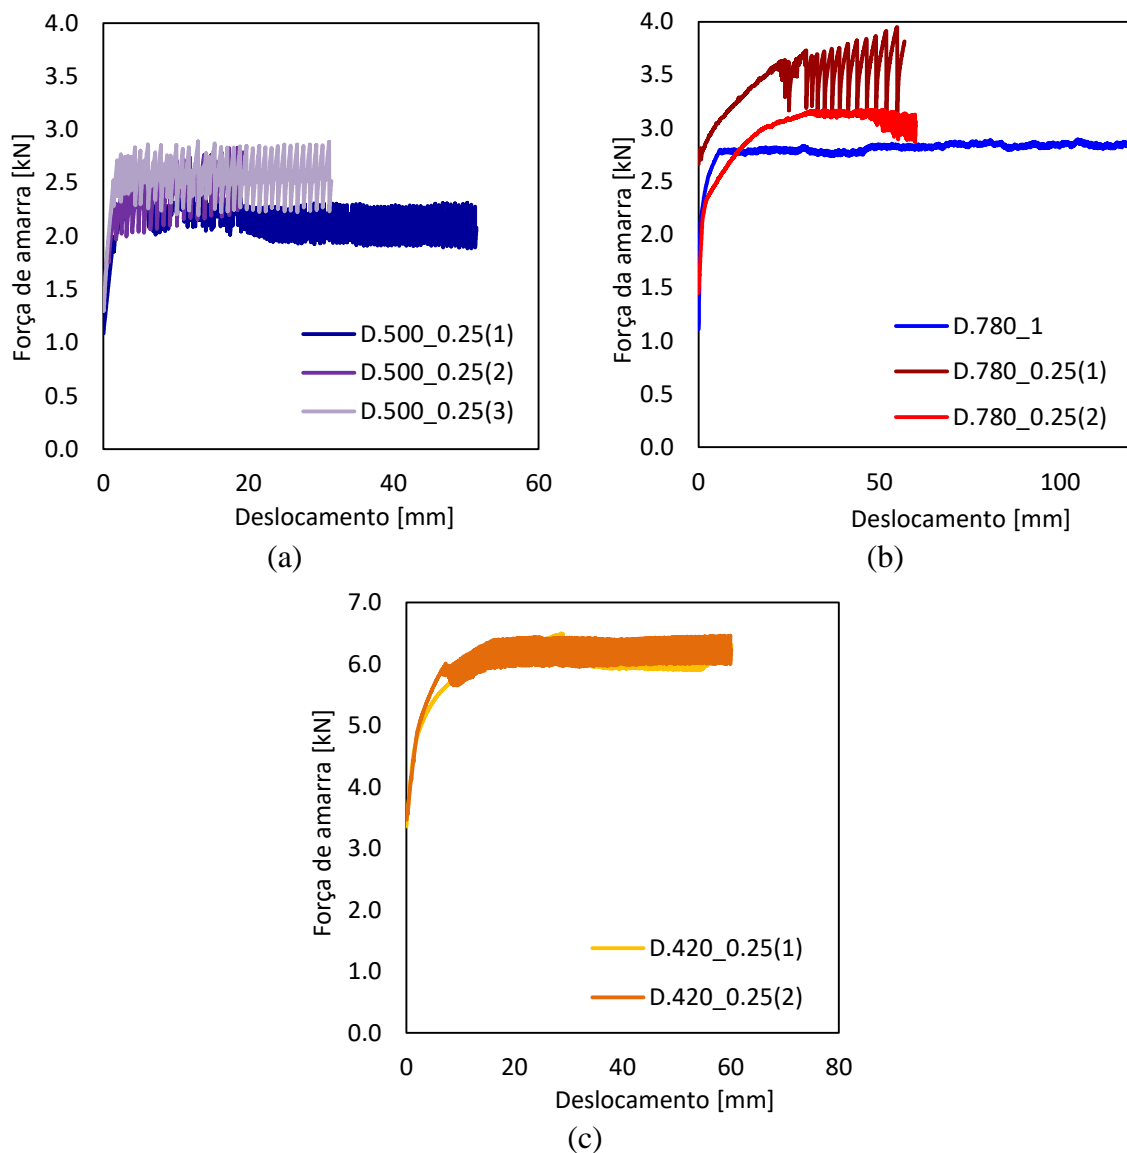 4.0
3.5
3.0
2.5
2.0
1.5
1.0
0.5
0.0
Força de amarra [kN]
D.500_0.25(1)
D.500_0.25(2)
D.500_0.25(3)
0 20 40 60
Deslocamento [mm]
(a)
4.0
3.5
3.0
2.5
2.0
1.5
1.0
0.5
0.0
Força da amarra [kN]
D.780_1
D.780_0.25(1)
D.780_0.25(2)
0 50 100
Deslocamento [mm]
(b)
7.0
6.0
5.0
4.0
3.0
2.0
1.0
0.0
Força de amarra [kN]
D.420_0.25(1)
D.420_0.25(2)
0 20 40 60 80
Deslocamento [mm]
(c)